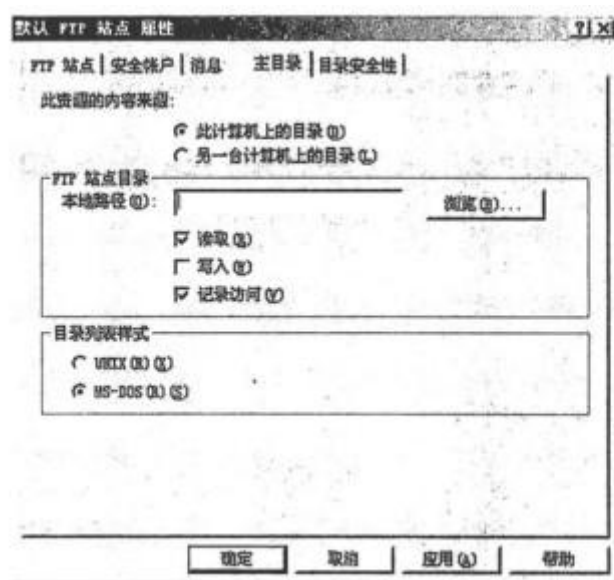 默认 FTP 站点 属性
FTP 站点 安全帐户 消息 主目录 目录安全性
此资源的内容来源:
此计算机上的目录(D)
另一台计算机上的目录(L)
FTP 站点目录
本地路径(O): 浏览(B)...
读取(R)
写入(W)
记录访问(V)
目录列表样式
UNIX(R)(X)
MS-DOS(R)(S)
确定 取消 应用(A) 帮助